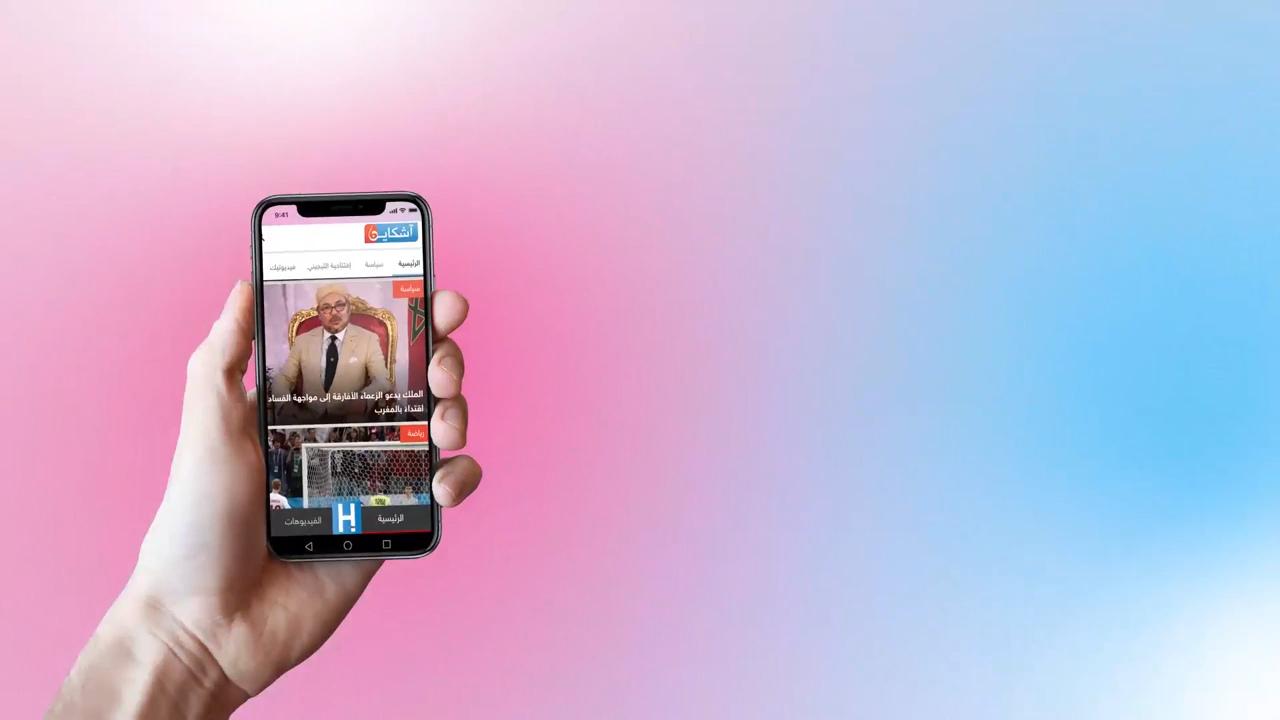 9:41
آشكاين
الرئيسية سياسة إفتتاحية التيجيني فيديوتيك
سياسة
الملك يدعو الزعماء الأفارقة إلى مواجهة الفساد
اقتداء بالمغرب
رياضة
الرئيسية H الفيديوهات